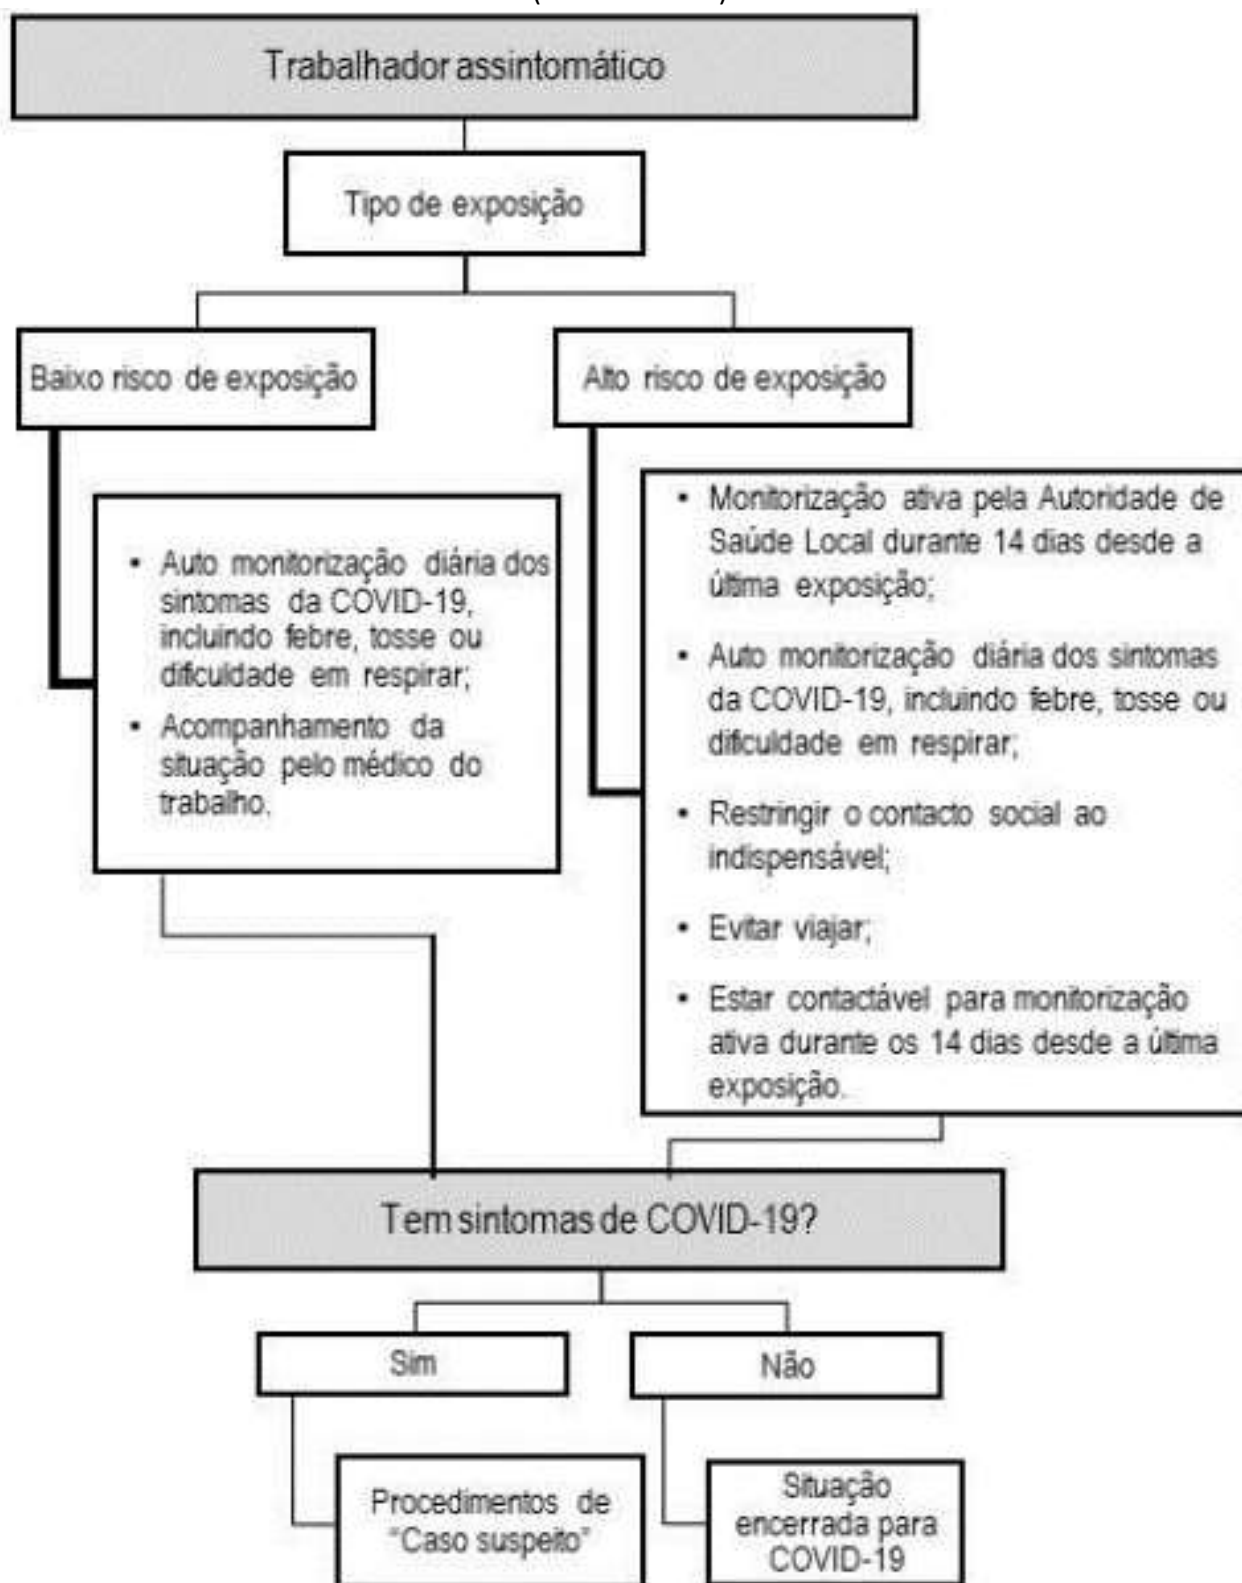 Trabalhador assintomático
Tipo de exposição
Baixo risco de exposição
Alto risco de exposição
• Auto monitorização diária dos
sintomas da COVID-19,
incluindo febre, tosse ou
dificuldade em respirar;
• Acompanhamento da
situação pelo médico do
trabalho.
• Monitorização ativa pela Autoridade de
Saúde Local durante 14 dias desde a
última exposição;
• Auto monitorização diária dos sintomas
da COVID-19, incluindo febre, tosse ou
dificuldade em respirar;
• Restringir o contacto social ao
indispensável;
• Evitar viajar;
• Estar contactável para monitorização
ativa durante os 14 dias desde a última
exposição.
Tem sintomas de COVID-19?
Sim
Não
Procedimentos de
“Caso suspeito”
Situação
encerrada para
COVID-19